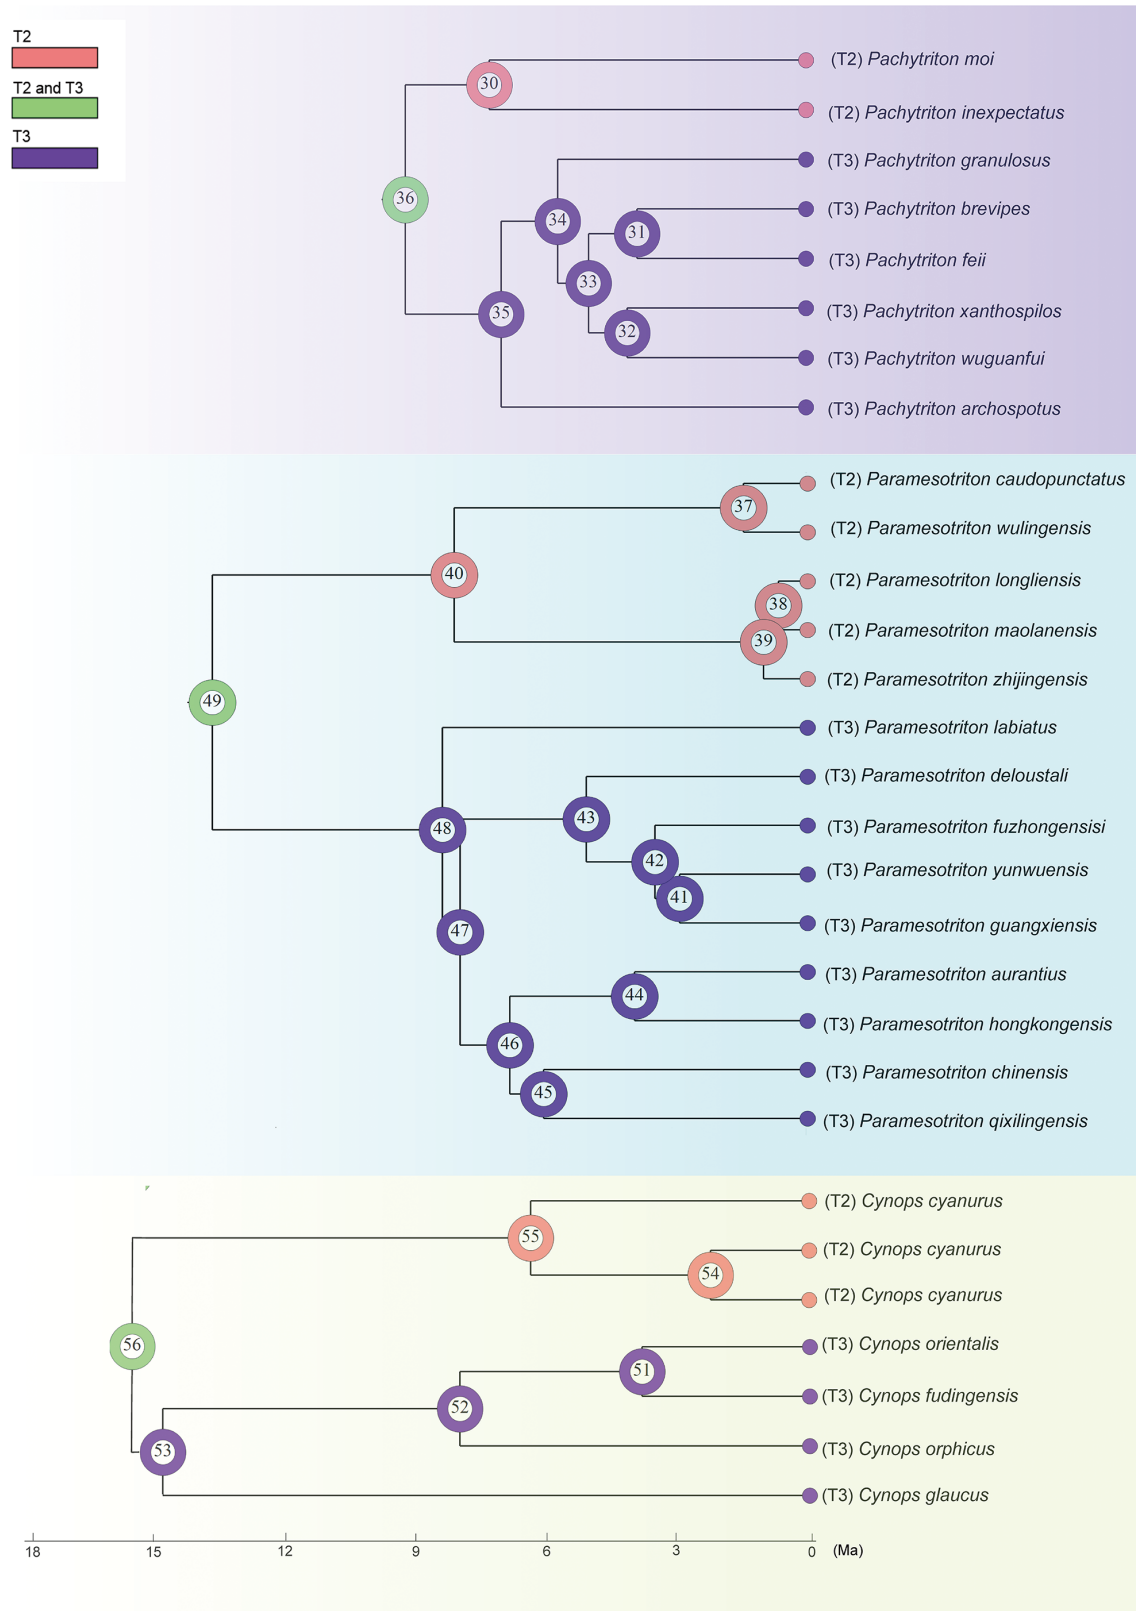 T2
T2 and T3
T3
(T2) Pachytriton moi
30
(T2) Pachytriton inexpectatus
(T3) Pachytriton granulosus
36
(T3) Pachytriton brevipes
34
31
(T3) Pachytriton feii
33
(T3) Pachytriton xanthospilos
35
32
(T3) Pachytriton wuguanfui
(T3) Pachytriton archospotus
(T2) Paramesotriton caudopunctatus
37
(T2) Paramesotriton wulingensis
40
(T2) Paramesotriton longliensis
38
(T2) Paramesotriton maolanensis
39
(T2) Paramesotriton zhijingensis
49
(T3) Paramesotriton labiatus
(T3) Paramesotriton deloustali
43
48
(T3) Paramesotriton fuzhongensisi
42
(T3) Paramesotriton yunwuensis
41
(T3) Paramesotriton guangxiensis
47
(T3) Paramesotriton aurantius
44
(T3) Paramesotriton hongkongensis
46
(T3) Paramesotriton chinensis
45
(T3) Paramesotriton qixilingensis
(T2) Cynops cyanurus
55
(T2) Cynops cyanurus
54
(T2) Cynops cyanurus
56
(T3) Cynops orientalis
51
(T3) Cynops fudingensis
52
(T3) Cynops orphicus
53
(T3) Cynops glaucus
18 15 12 9 6 3 0 (Ma)